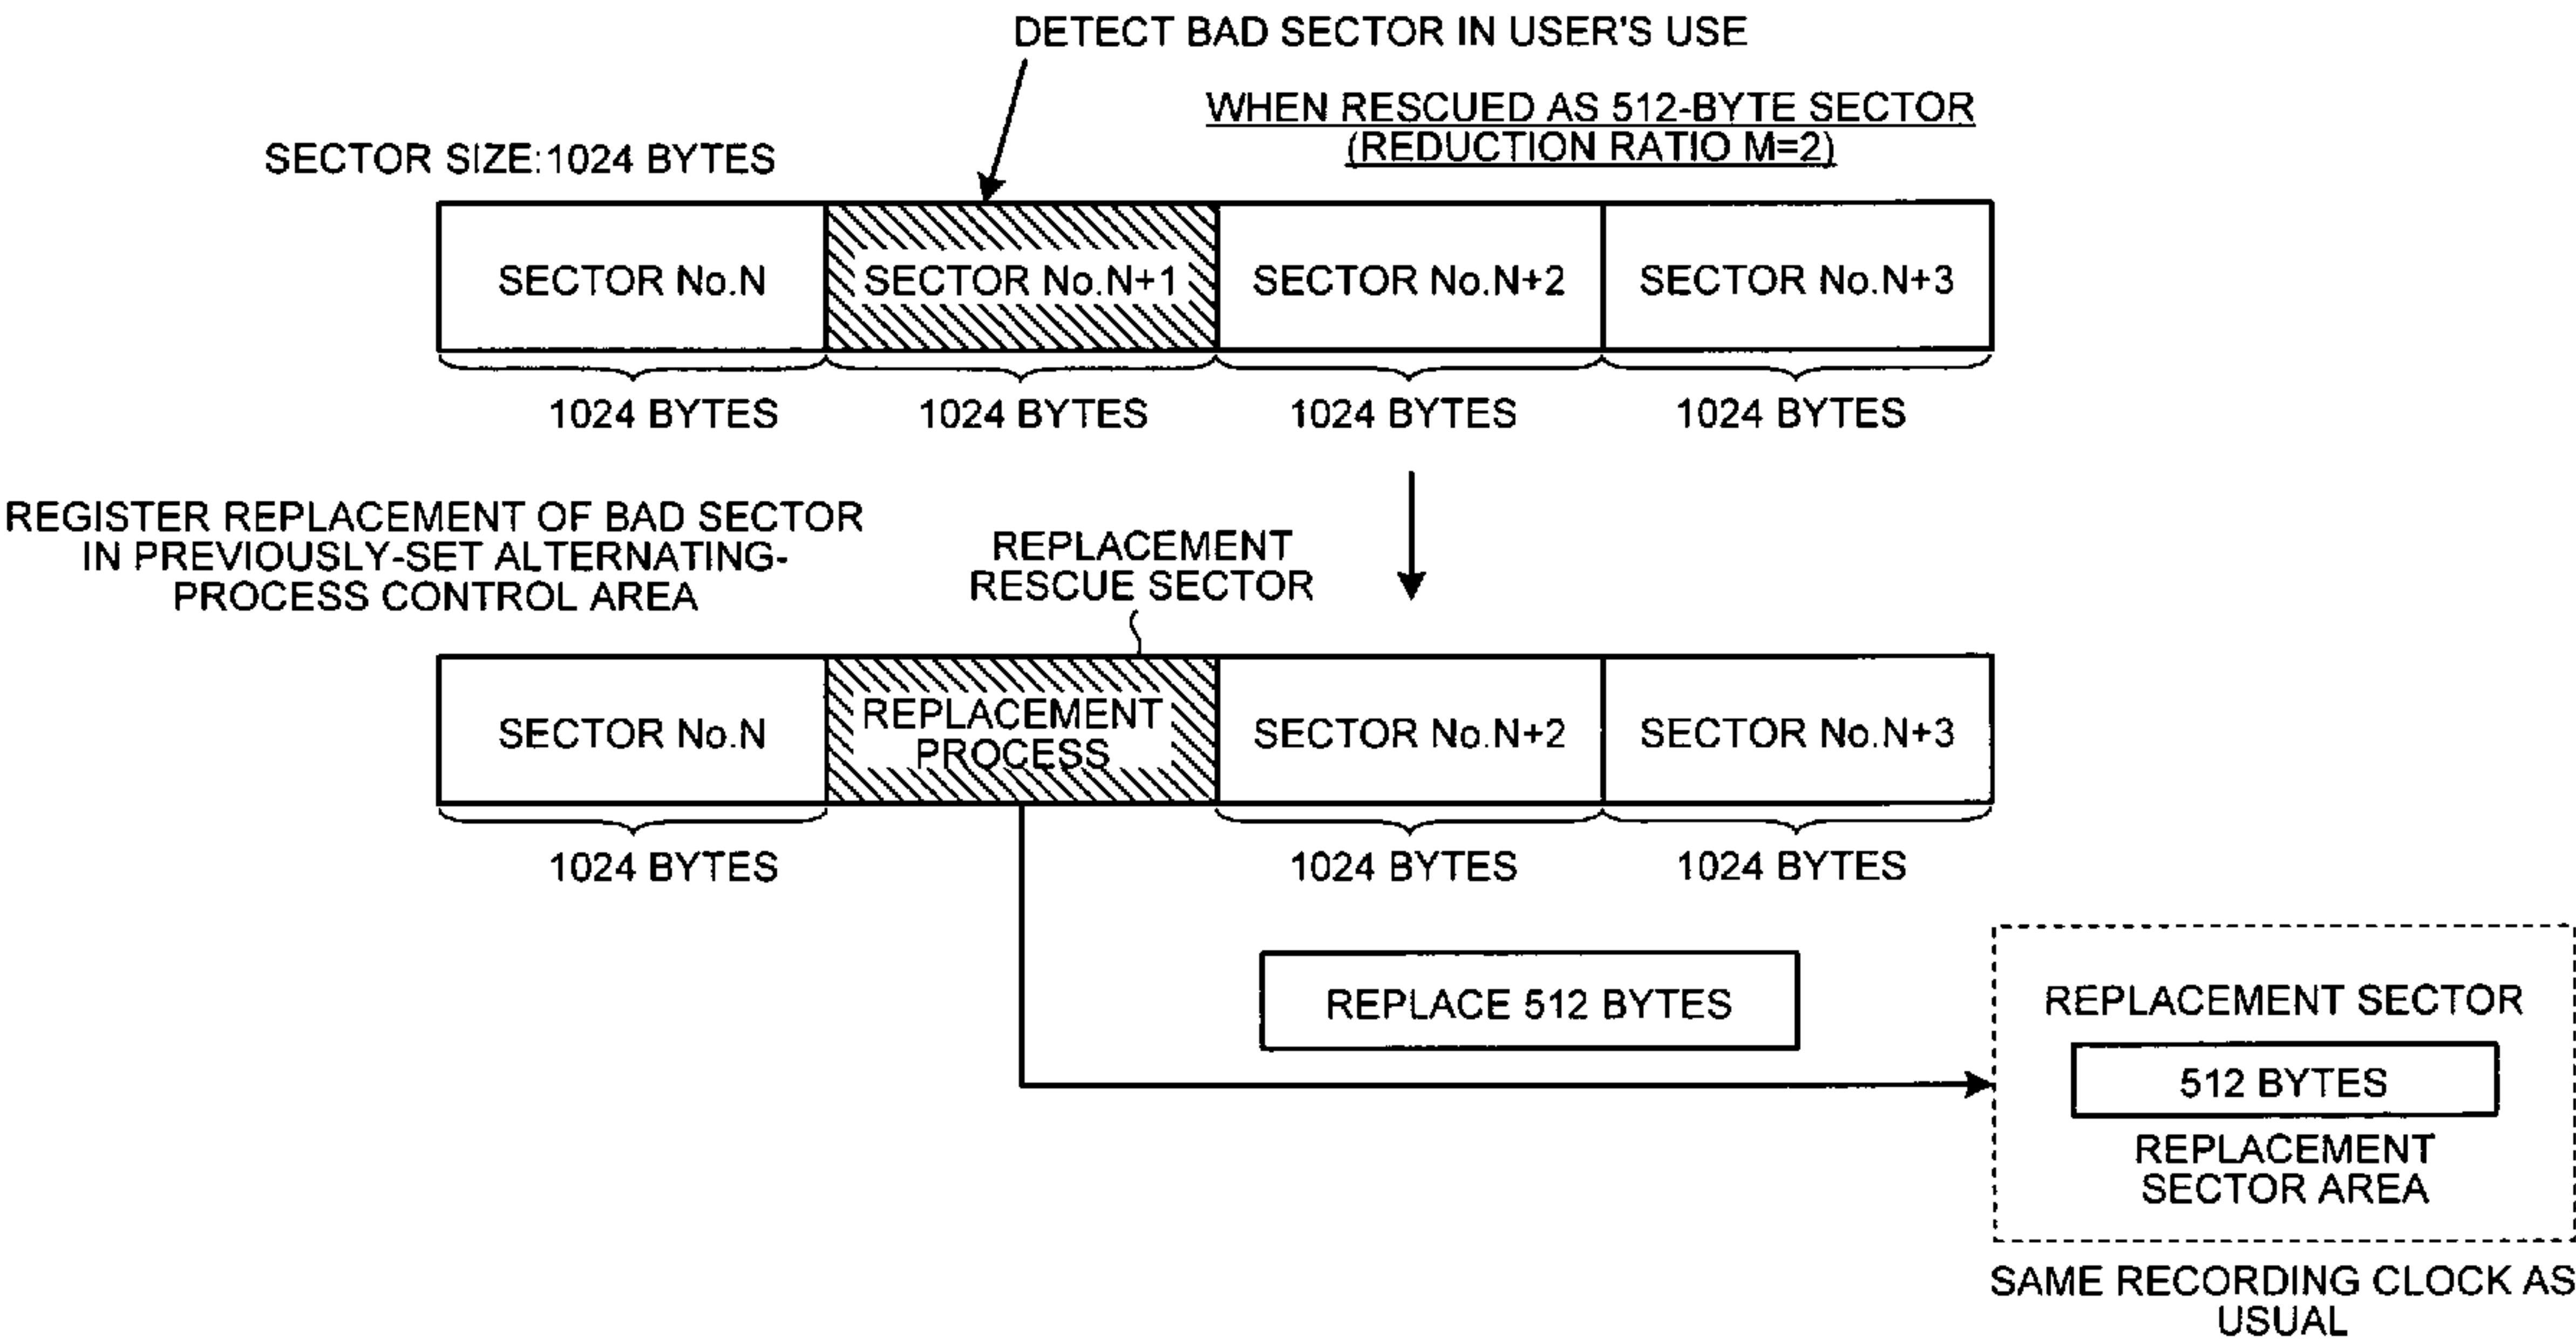 DETECT BAD SECTOR IN USER'S USE
WHEN RESCUED AS 512-BYTE SECTOR
(REDUCTION RATIO M=2)
SECTOR SIZE:1024 BYTES
SECTOR No.N
SECTOR No.N+1
SECTOR No.N+2
SECTOR No.N+3
1024 BYTES
1024 BYTES
1024 BYTES
1024 BYTES
REGISTER REPLACEMENT OF BAD SECTOR
IN PREVIOUSLY-SET ALTERNATING-
PROCESS CONTROL AREA
REPLACEMENT
RESCUE SECTOR
SECTOR No.N
REPLACEMENT
PROCESS
SECTOR No.N+2
SECTOR No.N+3
1024 BYTES
1024 BYTES
1024 BYTES
REPLACE 512 BYTES
REPLACEMENT SECTOR
512 BYTES
REPLACEMENT
SECTOR AREA
SAME RECORDING CLOCK AS
USUAL